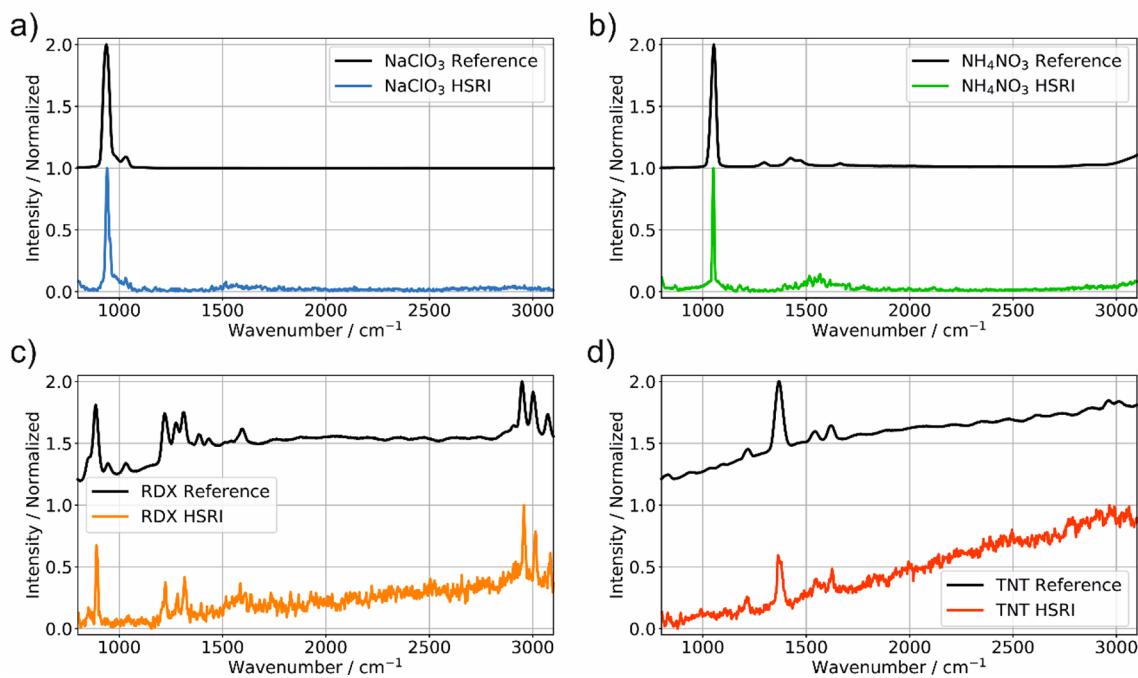 a)
2.0
1.5
1.0
0.5
0.0
Intensity / Normalized
NaClO₃ Reference
NaClO₃ HSRI
1000 1500 2000 2500 3000
Wavenumber / cm⁻¹
b)
2.0
1.5
1.0
0.5
0.0
Intensity / Normalized
NH₄NO₃ Reference
NH₄NO₃ HSRI
1000 1500 2000 2500 3000
Wavenumber / cm⁻¹
c)
2.0
1.5
1.0
0.5
0.0
Intensity / Normalized
RDX Reference
RDX HSRI
1000 1500 2000 2500 3000
Wavenumber / cm⁻¹
d)
2.0
1.5
1.0
0.5
0.0
Intensity / Normalized
TNT Reference
TNT HSRI
1000 1500 2000 2500 3000
Wavenumber / cm⁻¹